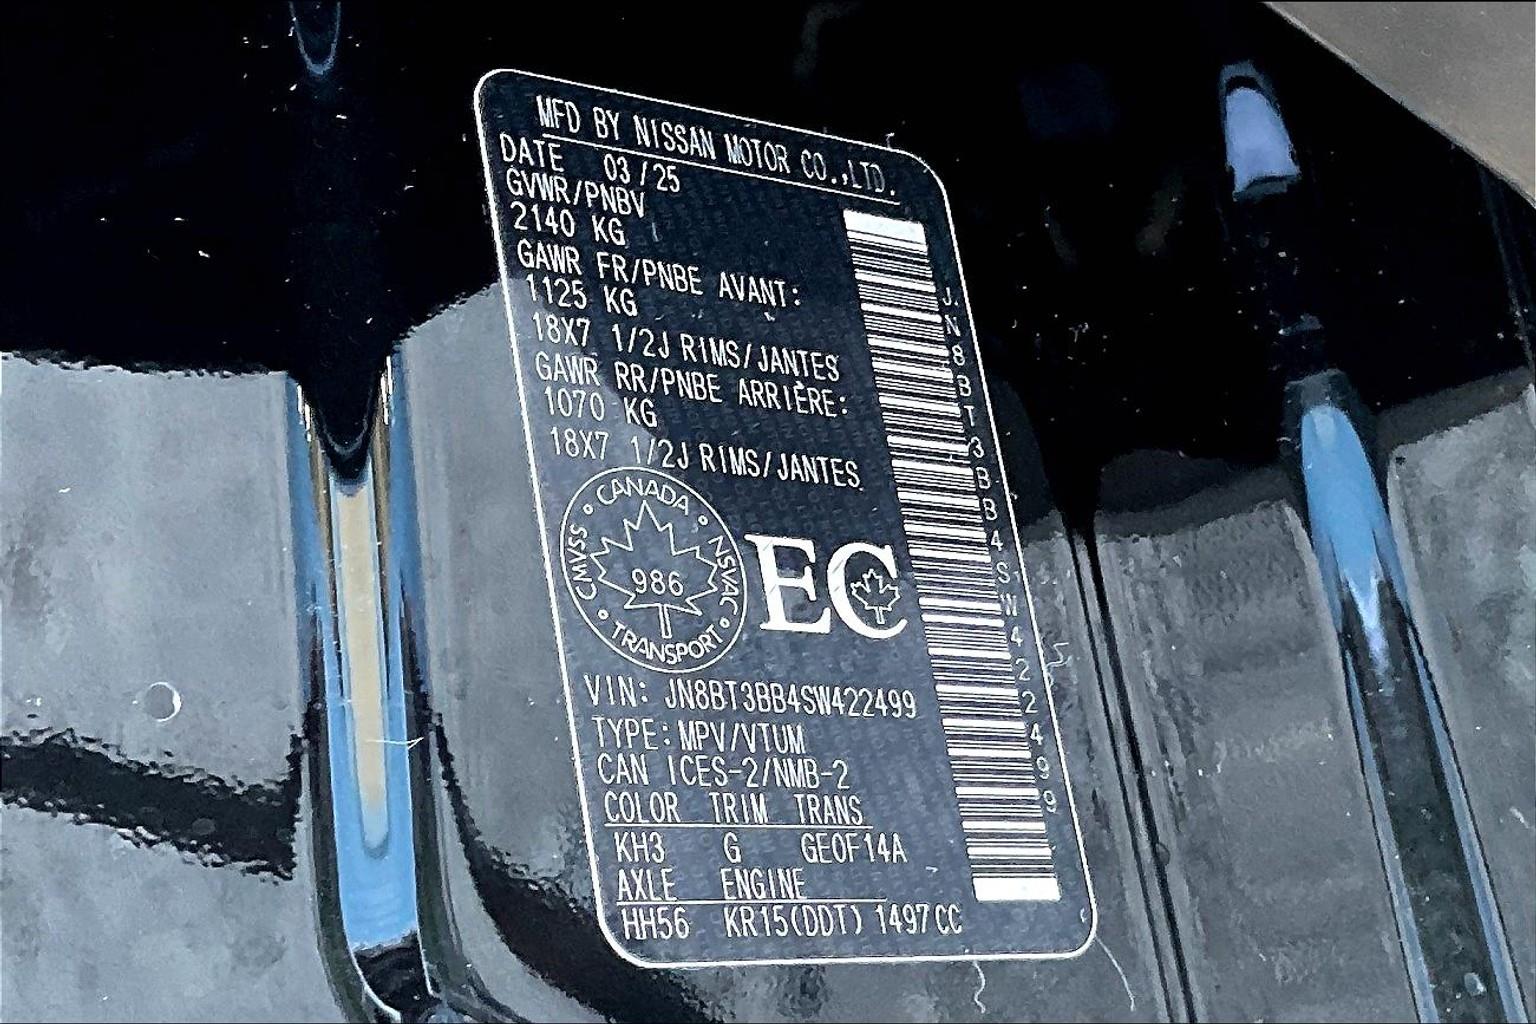 MFD BY NISSAN MOTOR CO.,LTD.
DATE 03/25
GVWR/PNBV
2140 KG
GAWR FR/PNBE AVANT:
1125 KG
18X7 1/2J RIMS/JANTES
GAWR RR/PNBE ARRIÈRE:
1070 KG
18X7 1/2J RIMS/JANTES
CANADA
CMVSS
NSVAC
986
TRANSPORT
EC
VIN: JN8BT3BB4SW422499
TYPE: MPV/VTUM
CAN ICES-2/NMB-2
COLOR TRIM TRANS
KH3 G GE0F14A
AXLE ENGINE
HH56 KR15(DDT) 1497CC
JN8BT3BB4SW422499